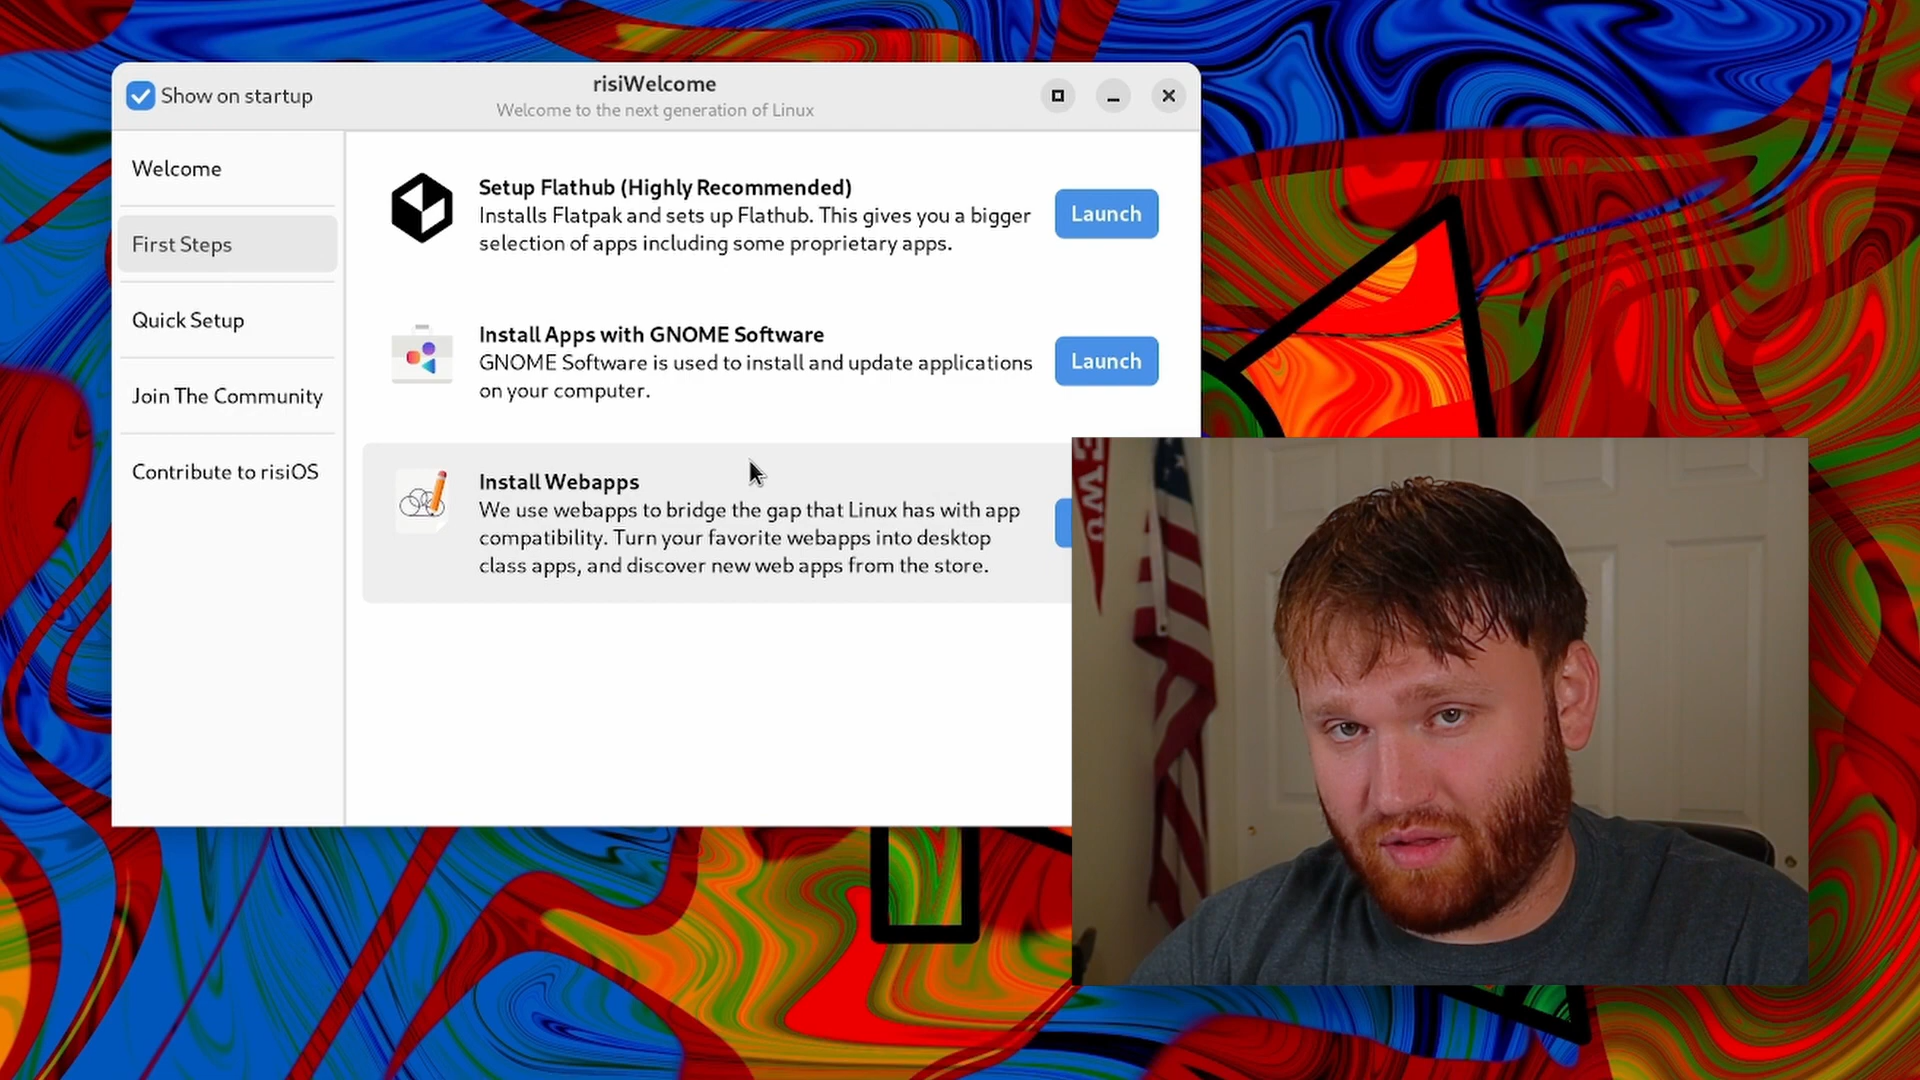 Show on startup
risiWelcome
Welcome to the next generation of Linux
Welcome
First Steps
Quick Setup
Join The Community
Contribute to risiOS
Setup Flathub (Highly Recommended)
Installs Flatpak and sets up Flathub. This gives you a bigger
selection of apps including some proprietary apps.
Launch
Install Apps with GNOME Software
GNOME Software is used to install and update applications
on your computer.
Launch
Install Webapps
We use webapps to bridge the gap that Linux has with app
compatibility. Turn your favorite webapps into desktop
class apps, and discover new web apps from the store.
EWU